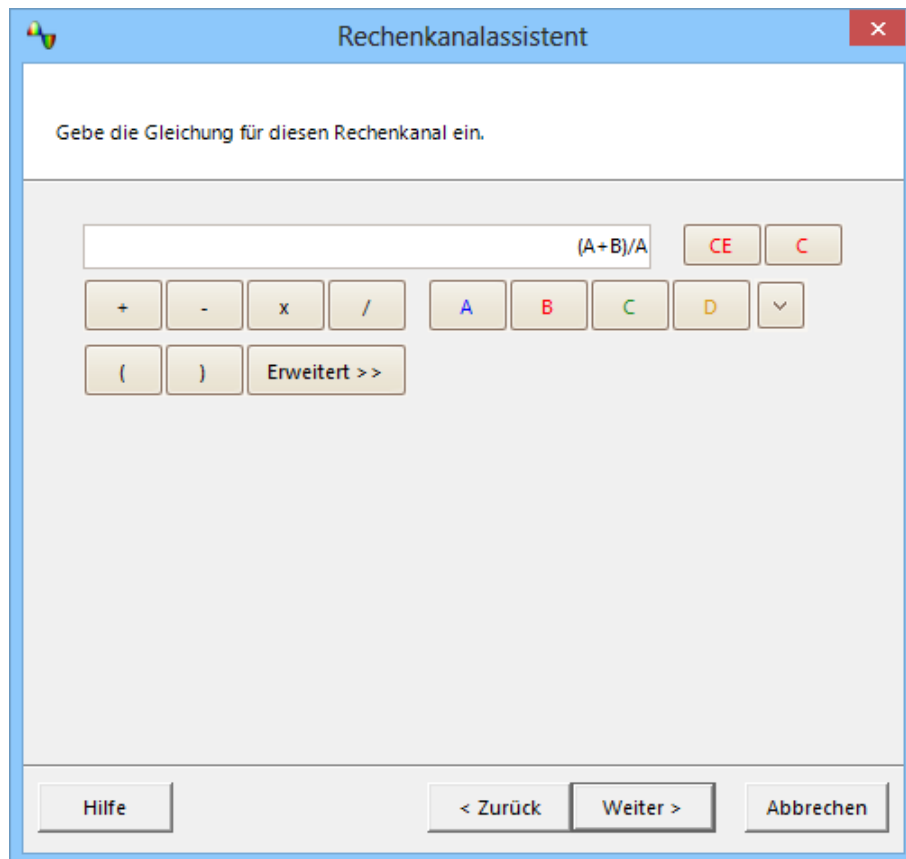 Rechenkanalassistent
Gebe die Gleichung für diesen Rechenkanal ein.
(A+B)/A CE C
+ - x / A B C D
( ) Erweitert >>
Hilfe < Zurück Weiter > Abbrechen